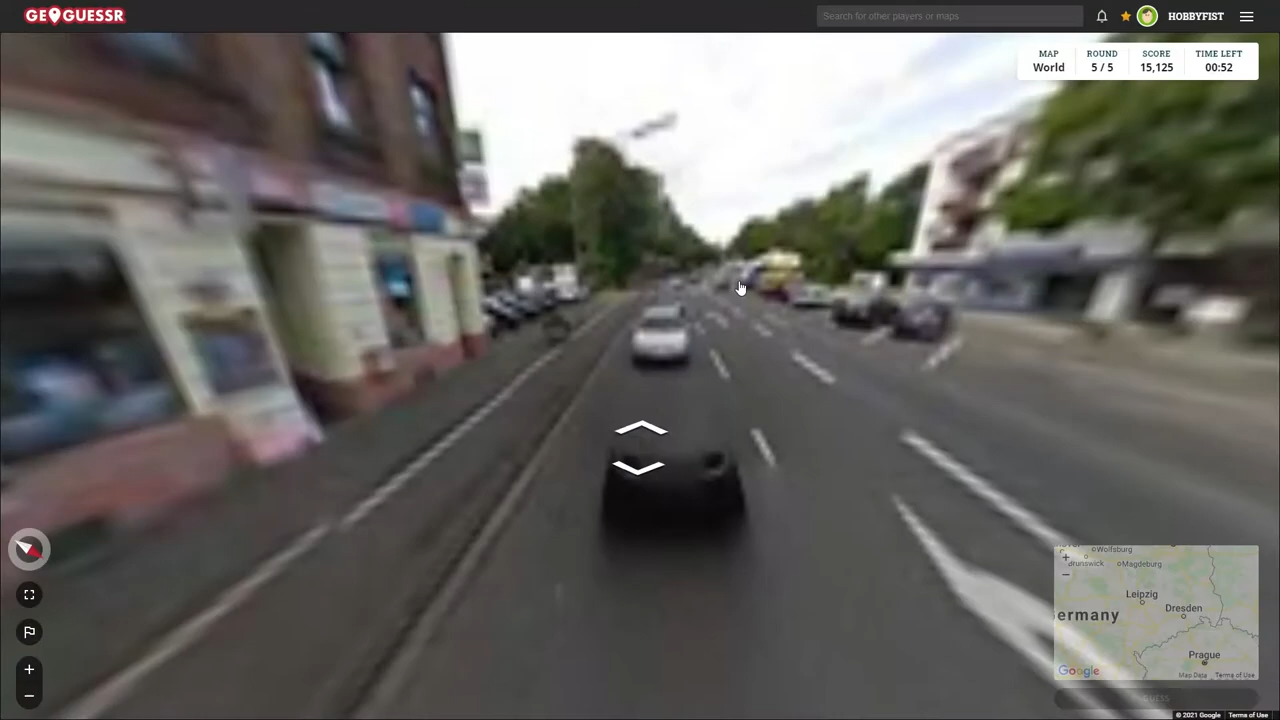 GEOGUESSR
Search for other players or maps
HOBBYFIST
MAP
World
ROUND
5 / 5
SCORE
15,125
TIME LEFT
00:52
Wolfsburg
Brunswick
Magdeburg
Leipzig
Dresden
ermany
Prague
Google
Map Data
Terms of Use
GUESS
© 2021 Google
Terms of Use